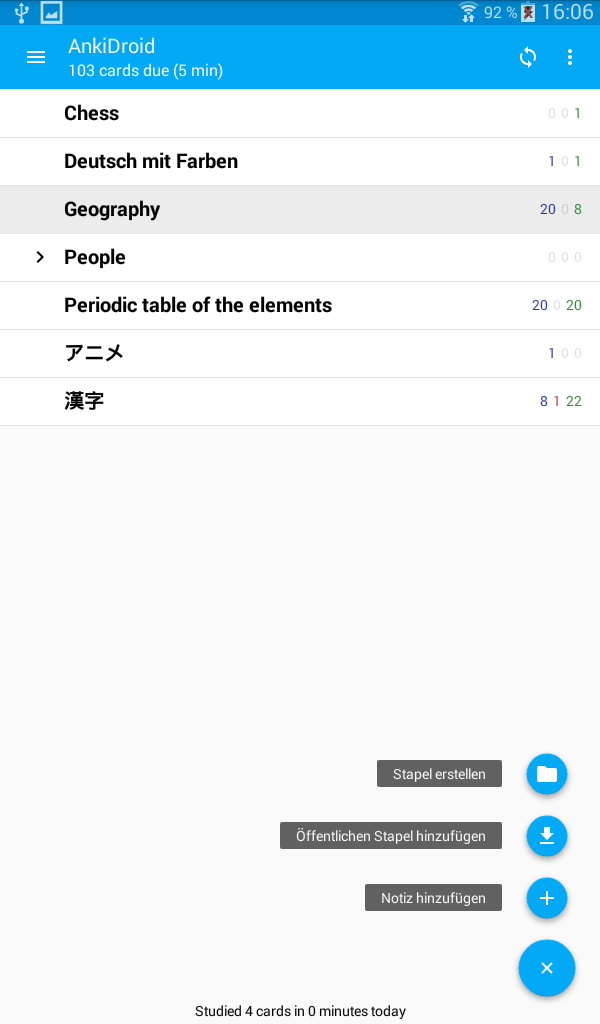 92 % 16:06
AnkiDroid
103 cards due (5 min)
Chess 0 0 1
Deutsch mit Farben 1 0 1
Geography 20 0 8
People 0 0 0
Periodic table of the elements 20 0 20
アニメ 1 0 0
漢字 8 1 22
Stapel erstellen
Öffentlichen Stapel hinzufügen
Notiz hinzufügen
Studied 4 cards in 0 minutes today